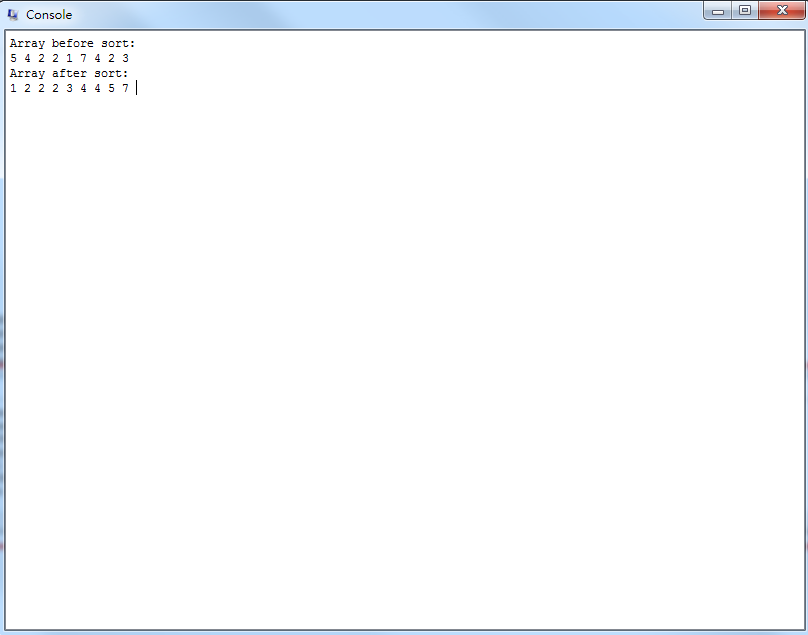 Console
Array before sort:
5 4 2 2 1 7 4 2 3
Array after sort:
1 2 2 2 3 4 4 5 7